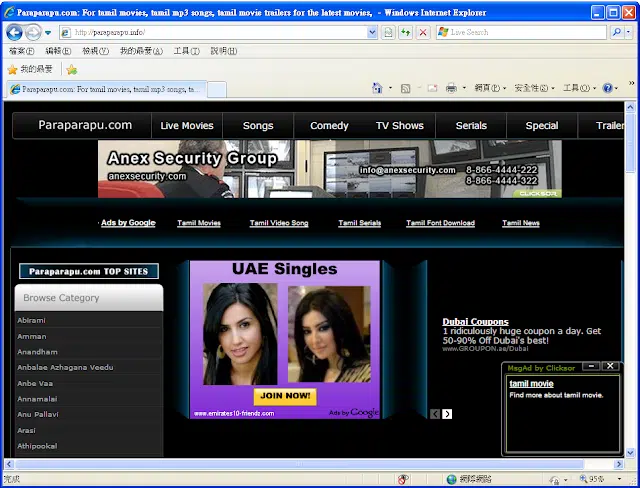 Paraparapu.com: For tamil movies, tamil mp3 songs, tamil movie trailers for the latest movies, - Windows Internet Explorer
http://paraparapu.info/
Live Search
檔案(F) 編輯(E) 檢視(V) 我的最愛(A) 工具(T) 說明(H)
我的最愛
Paraparapu.com: For tamil movies, tamil mp3 songs, ta...
網頁(P) 安全性(S) 工具(O)
Paraparapu.com Live Movies Songs Comedy TV Shows Serials Special Trailer
Anex Security Group
anexsecurity.com
info@anexsecurity.com 8-866-4444-222
8-866-4444-322
CLICKSOR
Ads by Google Tamil Movies Tamil Video Song Tamil Serials Tamil Font Download Tamil News
Paraparapu.com TOP SITES
Browse Category
Abirami
Amman
Anandham
Anbalae Azhagana Veedu
Anbe Vaa
Annamalai
Anu Pallavi
Arasi
Athipookal
UAE Singles
JOIN NOW!
www.emirates10-friendz.com
Ads by Google
Dubai Coupons
1 ridiculously huge coupon a day. Get
50-90% Off Dubai's best!
www.GROUPON.ae/Dubai
MsgAd by Clicksor
tamil movie
Find more about tamil movie.
完成
網際網路
95%